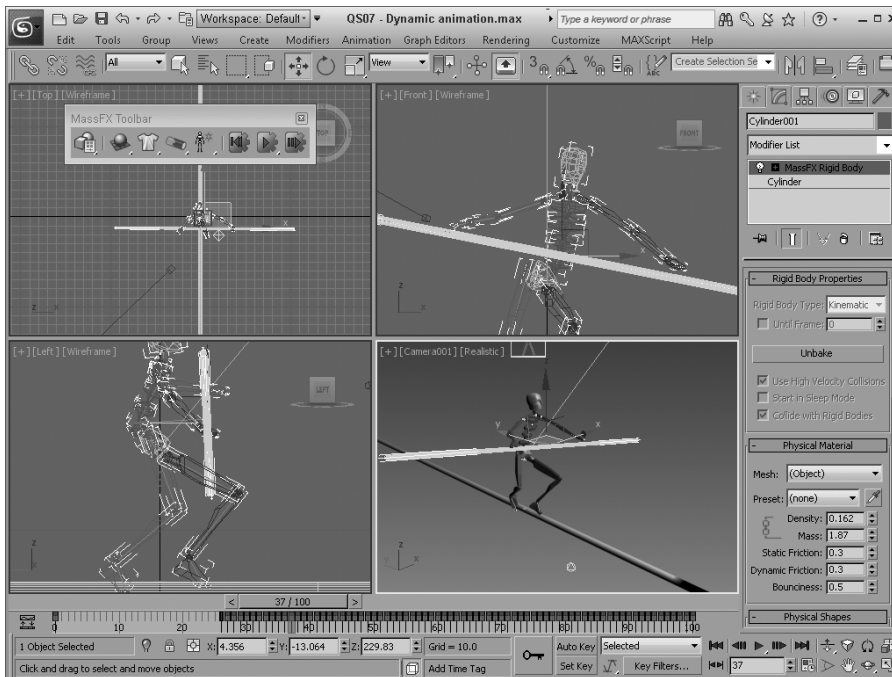 Workspace: Default
QS07 - Dynamic animation.max
Type a keyword or phrase
Edit Tools Group Views Create Modifiers Animation Graph Editors Rendering Customize MAXScript Help
All
View
3
%
ABC
Create Selection Se
[+] [Top] [Wireframe]
MassFX Toolbar
TOP
[+] [Front] [Wireframe]
FRONT
[+] [Left] [Wireframe]
LEFT
[+] [Camera001] [Realistic]
Cylinder001
Modifier List
MassFX Rigid Body
Cylinder
- Rigid Body Properties
Rigid Body Type: Kinematic
Until Frame: 0
Unbake
Use High Velocity Collisions
Start in Sleep Mode
Collide with Rigid Bodies
- Physical Material
Mesh: (Object)
Preset: (none)
Density: 0.162
Mass: 1.87
Static Friction: 0.3
Dynamic Friction: 0.3
Bounciness: 0.5
- Physical Shapes
< 37 / 100 >
0 10 20 30 40 50 60 70 80 90 100
1 Object Selected X: 4.356 Y: -13.064 Z: 229.83 Grid = 10.0 Auto Key Selected
Click and drag to select and move objects Add Time Tag Set Key Key Filters... 37